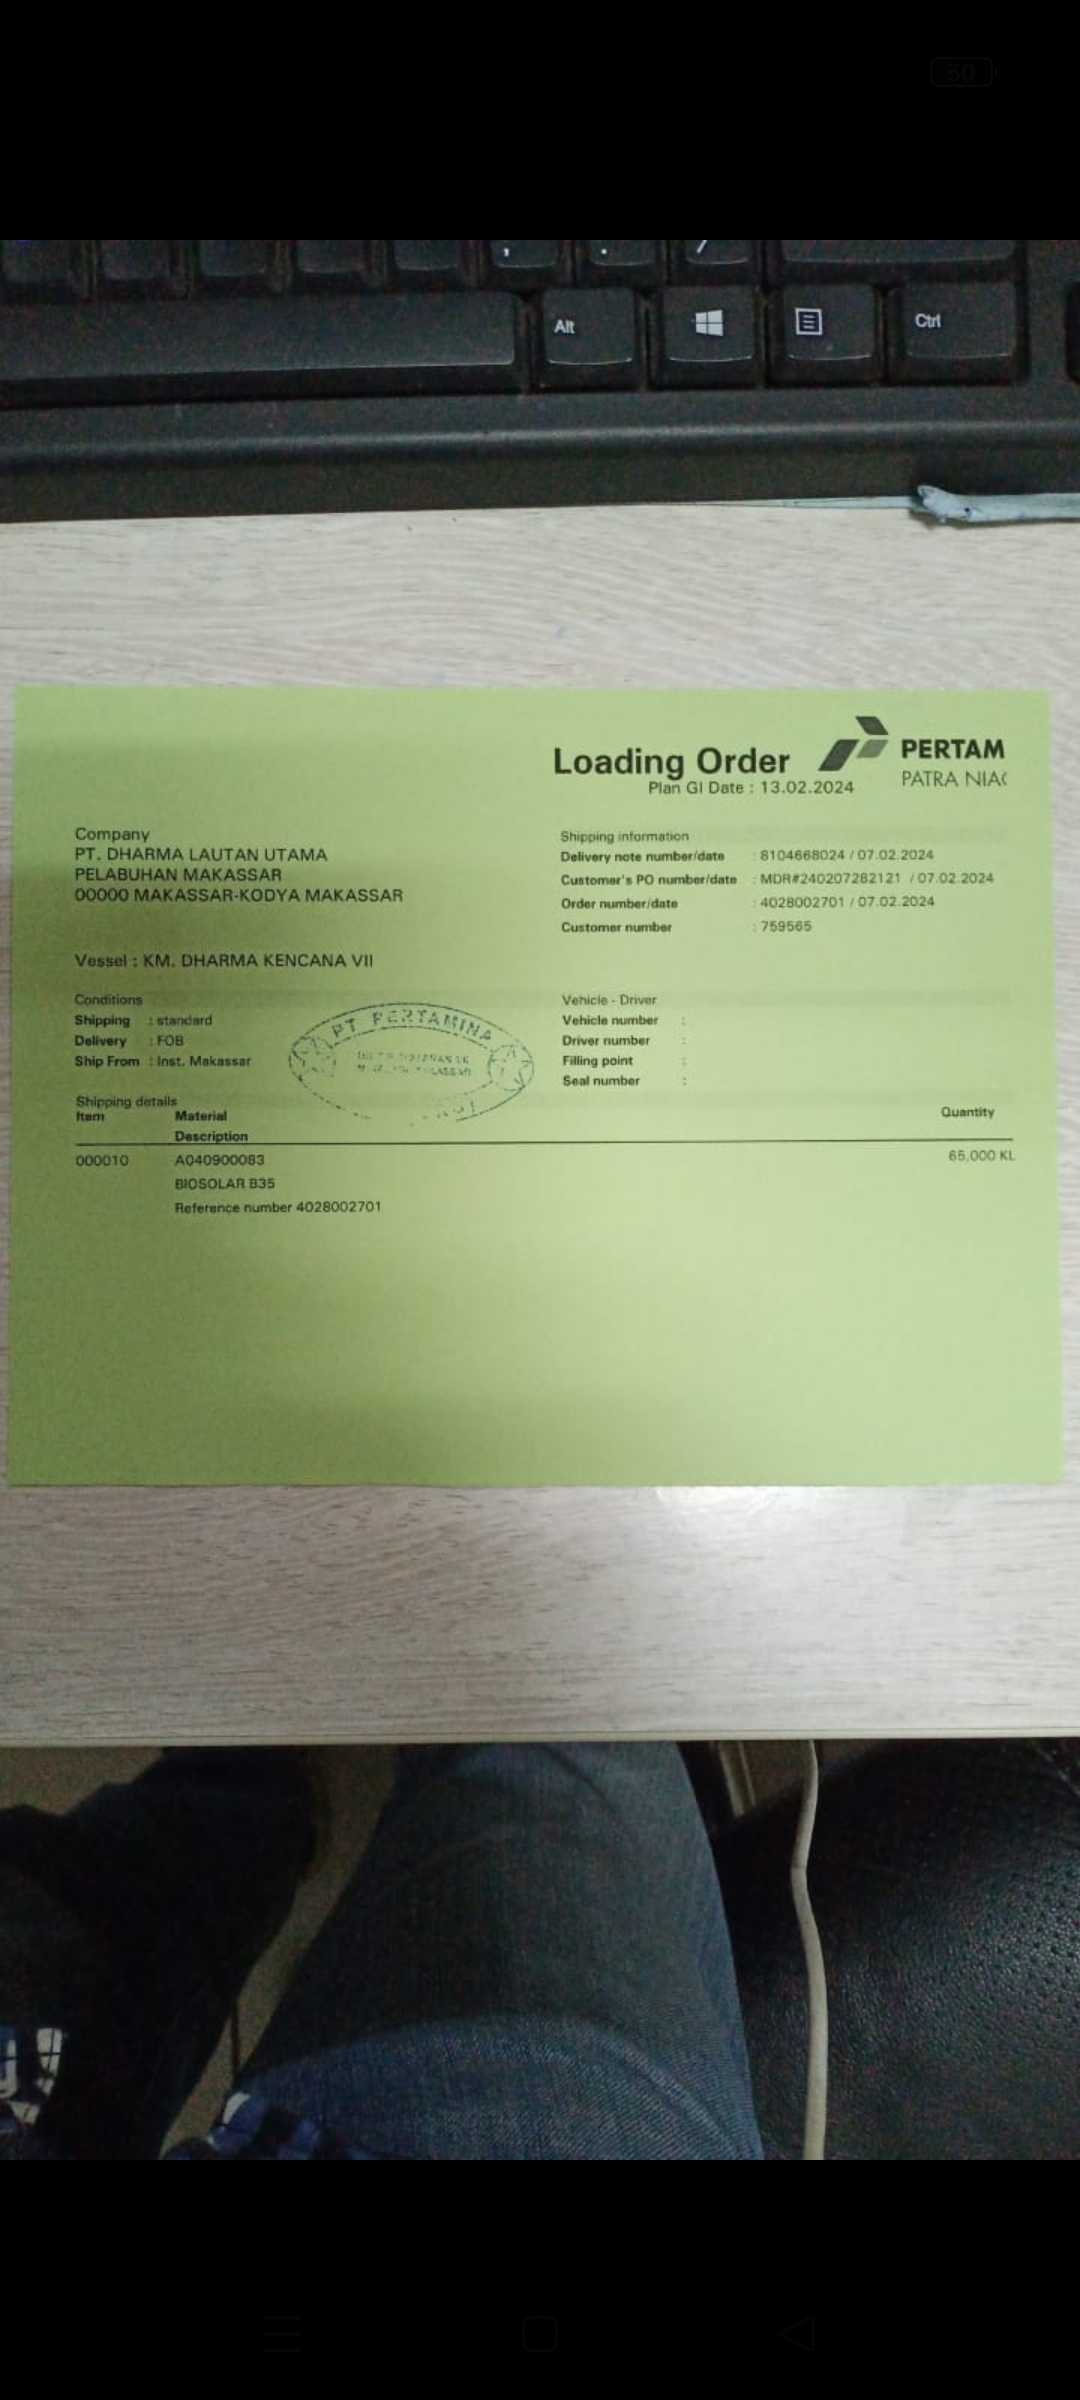 30
Alt
Ctrl
Loading Order
PERTAM
PATRA NIA
Plan GI Date : 13.02.2024
Company
PT. DHARMA LAUTAN UTAMA
PELABUHAN MAKASSAR
00000 MAKASSAR-KODYA MAKASSAR
Vessel : KM. DHARMA KENCANA VII
Shipping information
Delivery note number/date : 8104668024 / 07.02.2024
Customer's PO number/date : MDR#240207282121 / 07.02.2024
Order number/date : 4028002701 / 07.02.2024
Customer number : 759565
Conditions
Shipping : standard
Delivery : FOB
Ship From : Inst. Makassar
PT PERTAMINA
Vehicle - Driver
Vehicle number :
Driver number :
Filling point :
Seal number :
Shipping details
Item Material Quantity
Description
000010 A040900083 65,000 KL
BIOSOLAR B35
Reference number 4028002701